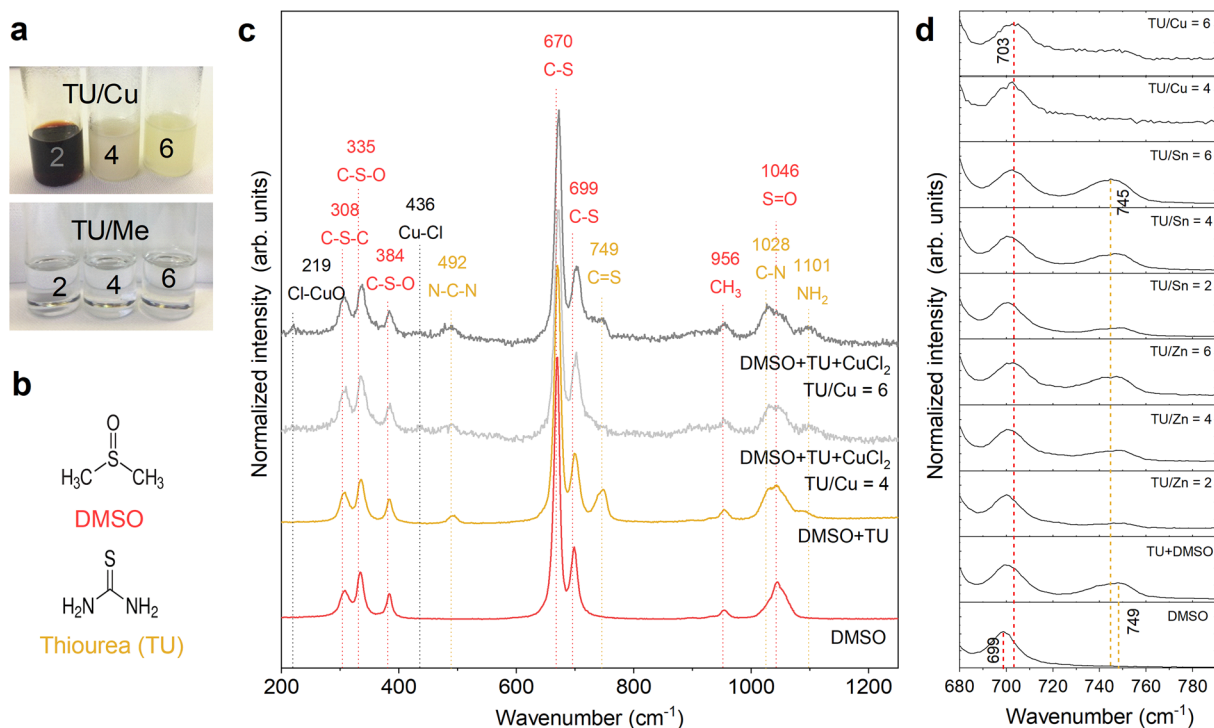 a
TU/Cu
2
4
6
TU/Me
2
4
6
b
O
S
H₃C
CH₃
DMSO
S
H₂N
NH₂
Thiourea (TU)
c
Normalized intensity (arb. units)
670
C-S
335
C-S-O
308
C-S-C
219
Cl-CuO
384
C-S-O
436
Cu-Cl
492
N-C-N
699
C-S
749
C=S
956
CH₃
1046
S=O
1028
C-N
1101
NH₂
DMSO+TU+CuCl₂
TU/Cu = 6
DMSO+TU+CuCl₂
TU/Cu = 4
DMSO+TU
DMSO
200 400 600 800 1000 1200
Wavenumber (cm⁻¹)
d
Normalized intensity (arb. units)
TU/Cu = 6
703
TU/Cu = 4
TU/Sn = 6
745
TU/Sn = 4
TU/Sn = 2
TU/Zn = 6
TU/Zn = 4
TU/Zn = 2
TU+DMSO
749
DMSO
699
680 700 720 740 760 780
Wavenumber (cm⁻¹)